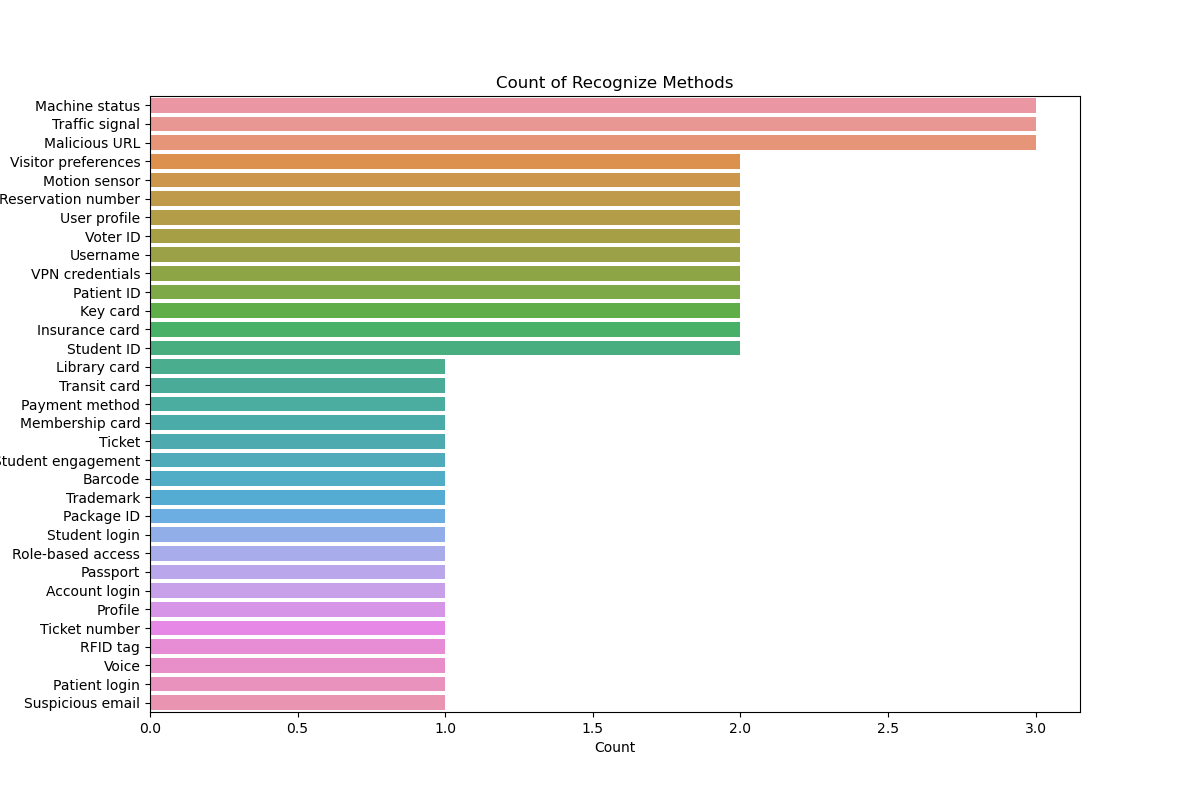 Count of Recognize Methods
Machine status
Traffic signal
Malicious URL
Visitor preferences
Motion sensor
Reservation number
User profile
Voter ID
Username
VPN credentials
Patient ID
Key card
Insurance card
Student ID
Library card
Transit card
Payment method
Membership card
Ticket
Student engagement
Barcode
Trademark
Package ID
Student login
Role-based access
Passport
Account login
Profile
Ticket number
RFID tag
Voice
Patient login
Suspicious email
0.0 0.5 1.0 1.5 2.0 2.5 3.0
Count